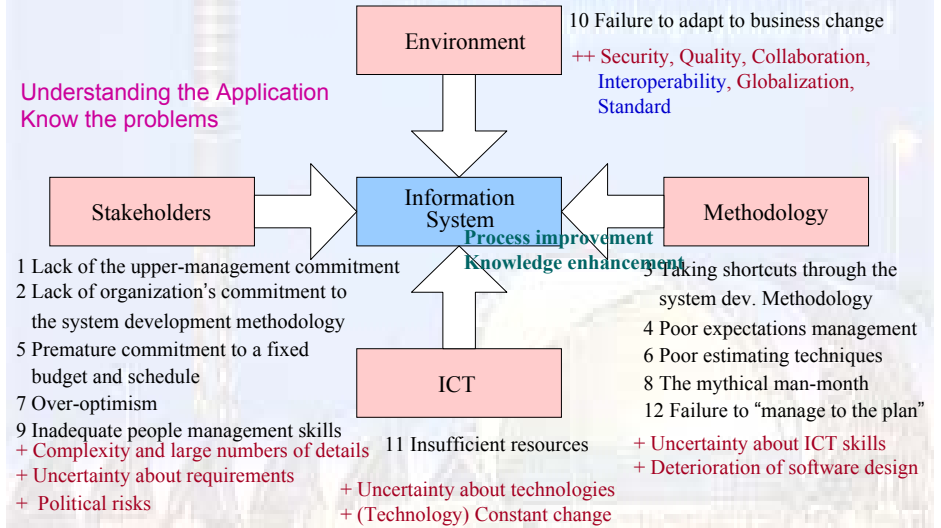 Environment
10 Failure to adapt to business change
++ Security, Quality, Collaboration,
Interoperability, Globalization,
Standard
Understanding the Application
Know the problems
Stakeholders
Information
System
Methodology
Process improvement
Knowledge enhancement
1 Lack of the upper-management commitment
2 Lack of organization’s commitment to
the system development methodology
5 Premature commitment to a fixed
budget and schedule
7 Over-optimism
9 Inadequate people management skills
+ Complexity and large numbers of details
+ Uncertainty about requirements
+ Political risks
ICT
11 Insufficient resources
+ Uncertainty about technologies
+ (Technology) Constant change
3 Taking shortcuts through the
system dev. Methodology
4 Poor expectations management
6 Poor estimating techniques
8 The mythical man-month
12 Failure to “manage to the plan”
+ Uncertainty about ICT skills
+ Deterioration of software design